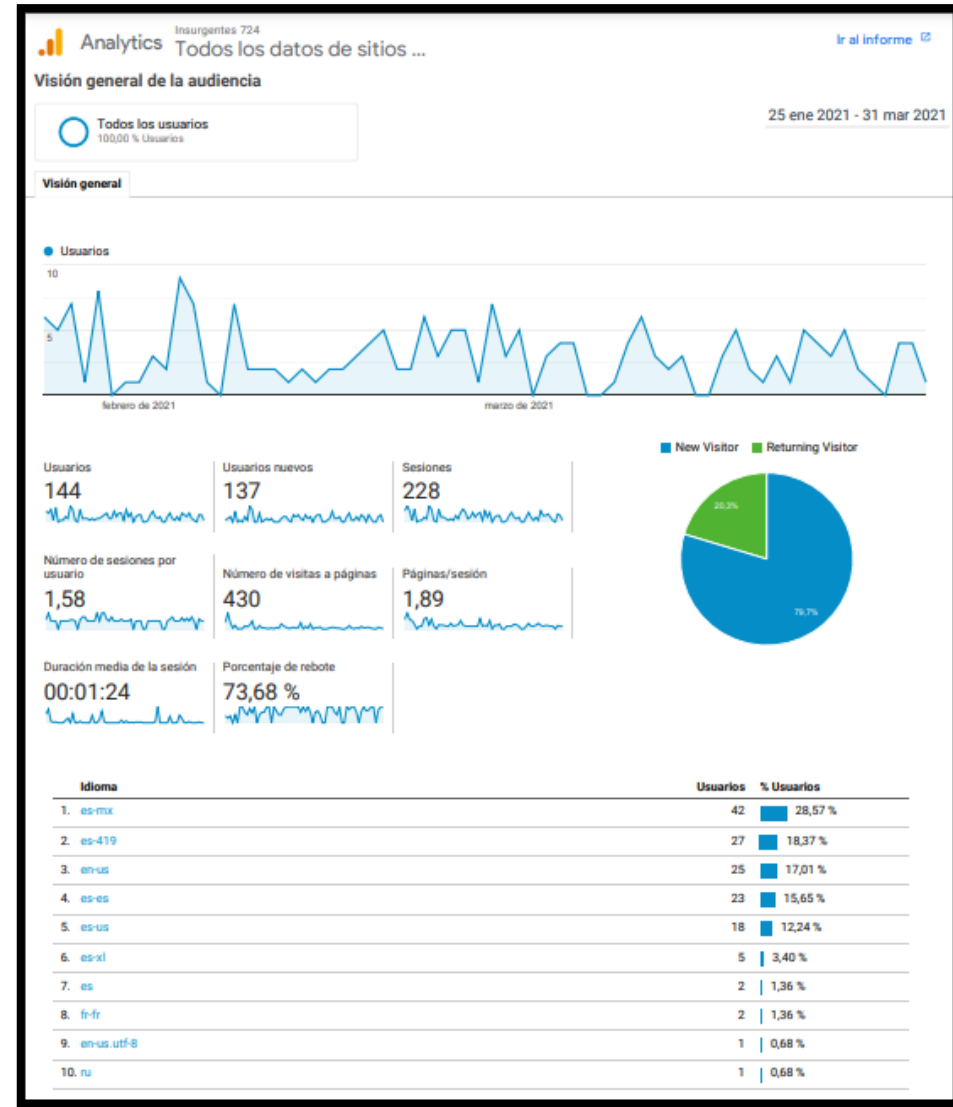 Analytics
Insurgentes 724
Todos los datos de sitios ...
Ir al informe
Visión general de la audiencia
Todos los usuarios
100,00 % Usuarios
25 ene 2021 - 31 mar 2021
Visión general
Usuarios
10
5
febrero de 2021 marzo de 2021
New Visitor Returning Visitor
Usuarios
144
Usuarios nuevos
137
Sesiones
228
20,3%
79,7%
Número de sesiones por
usuario
1,58
Número de visitas a páginas
430
Páginas/sesión
1,89
Duración media de la sesión
00:01:24
Porcentaje de rebote
73,68 %
Idioma Usuarios % Usuarios
1. es-mx 42 28,57 %
2. es-419 27 18,37 %
3. en-us 25 17,01 %
4. es-es 23 15,65 %
5. es-us 18 12,24 %
6. es-xl 5 3,40 %
7. es 2 1,36 %
8. fr-fr 2 1,36 %
9. en-us.utf-8 1 0,68 %
10. ru 1 0,68 %